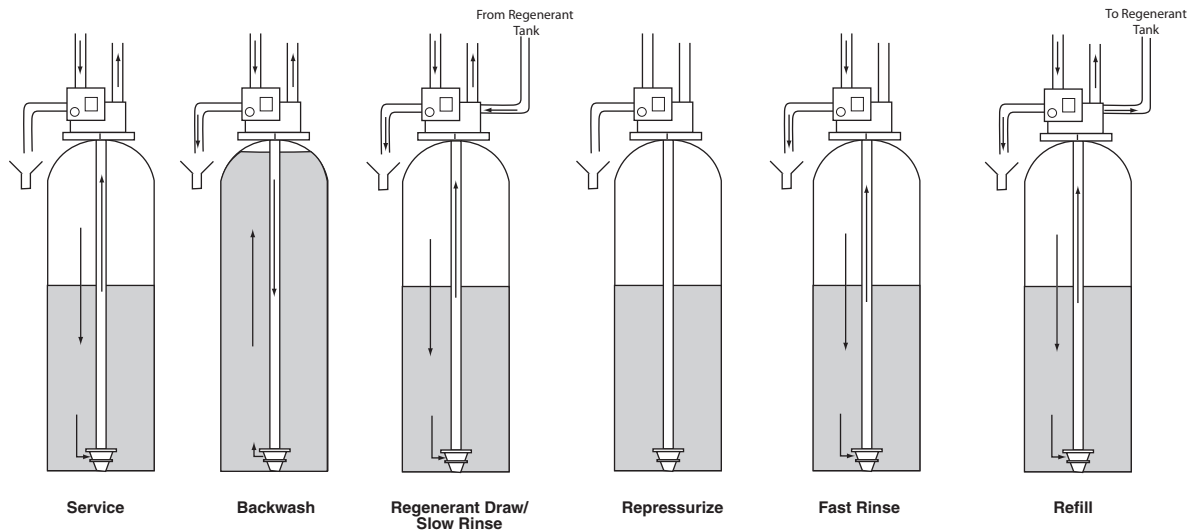 From Regenerant
Tank
To Regenerant
Tank
Service
Backwash
Regenerant Draw/
Slow Rinse
Repressurize
Fast Rinse
Refill